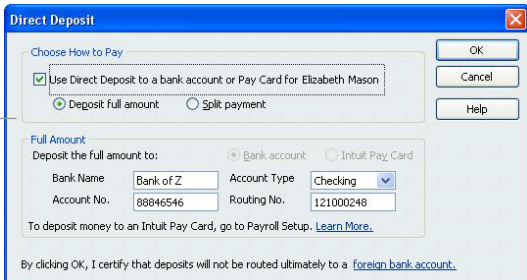 Direct Deposit
Choose How to Pay
Use Direct Deposit to a bank account or Pay Card for Elizabeth Mason
Deposit full amount Split payment
OK
Cancel
Help
Full Amount
Deposit the full amount to: Bank account Intuit Pay Card
Bank Name Bank of Z Account Type Checking
Account No. 88846546 Routing No. 121000248
To deposit money to an Intuit Pay Card, go to Payroll Setup. Learn More.
By clicking OK, I certify that deposits will not be routed ultimately to a foreign bank account.